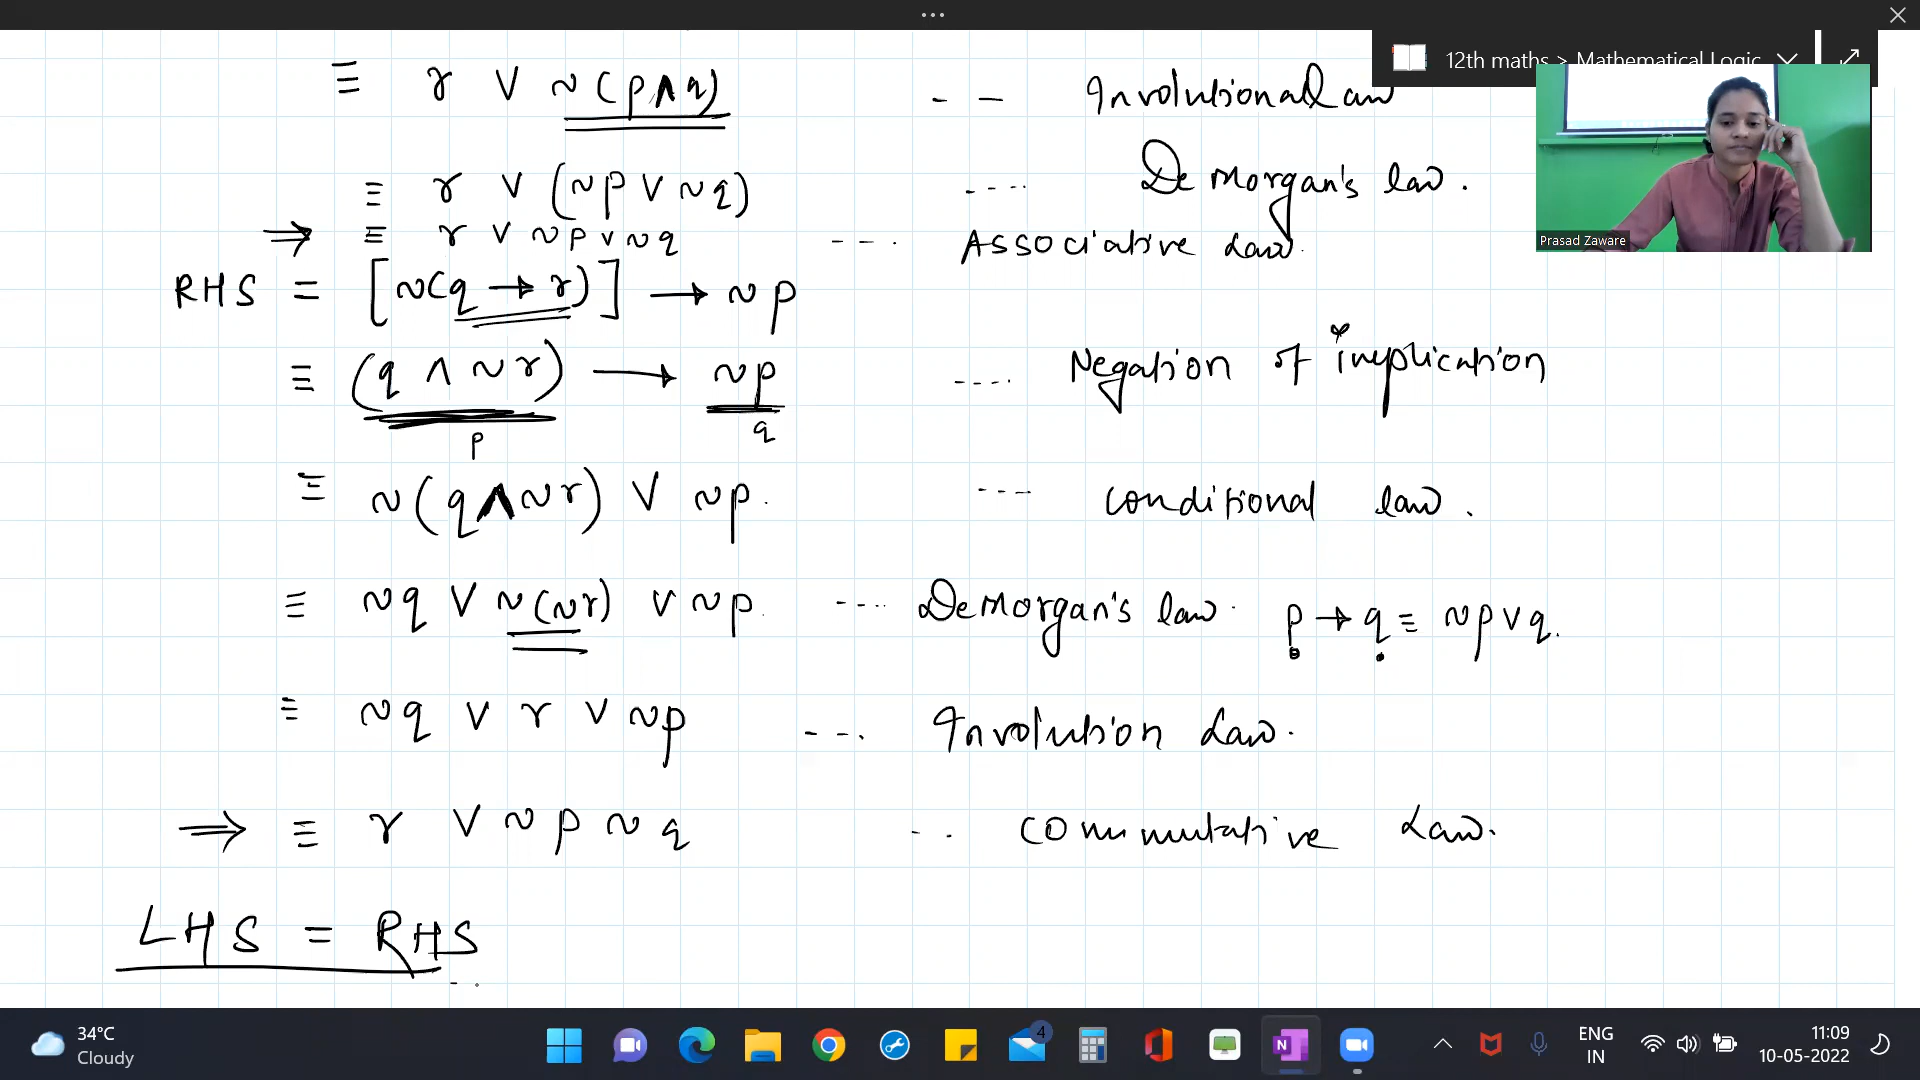 12th maths > Mathematical Logic
≡ r ∨ ~(p∧q) -- Involutional Law
≡ r ∨ (~p ∨ ~q) .... De Morgan's law.
⇒ ≡ r ∨ ~p ∨ ~q ---. Associative Law.
Prasad Zaware
RHS = [~(q → r)] → ~p
≡ (q ∧ ~r) → ~p .... Negation of implication
p q
≡ ~(q∧~r) ∨ ~p. --- conditional law.
≡ ~q ∨ ~(~r) ∨ ~p. .... DeMorgan's law. p → q ≡ ~p∨q.
≡ ~q ∨ r ∨ ~p ---. Involution Law.
⇒ ≡ r ∨ ~p ~q .. commutative Law.
LHS = RHS
34°C
Cloudy
4
N
ENG
IN
11:09
10-05-2022